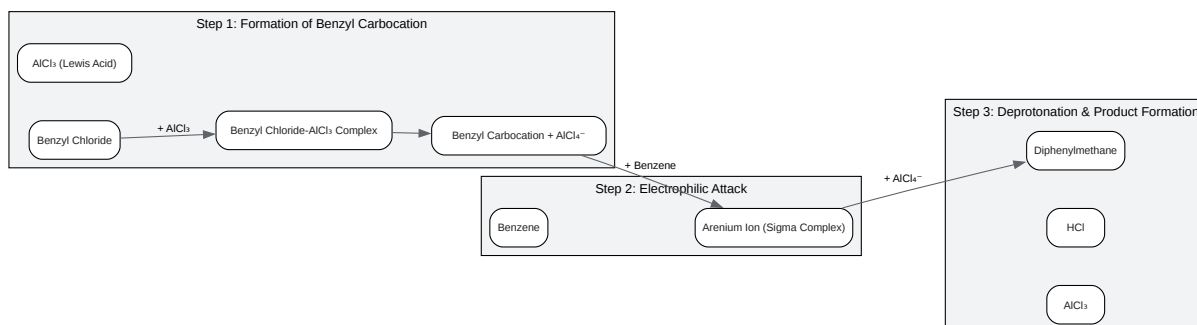 Step 1: Formation of Benzyl Carbocation
AlCl₃ (Lewis Acid)
Benzyl Chloride
+ AlCl₃
Benzyl Chloride-AlCl₃ Complex
Benzyl Carbocation + AlCl₄⁻
+ Benzene
Step 2: Electrophilic Attack
Benzene
Arenium Ion (Sigma Complex)
+ AlCl₄⁻
Step 3: Deprotonation & Product Formation
Diphenylmethane
HCl
AlCl₃